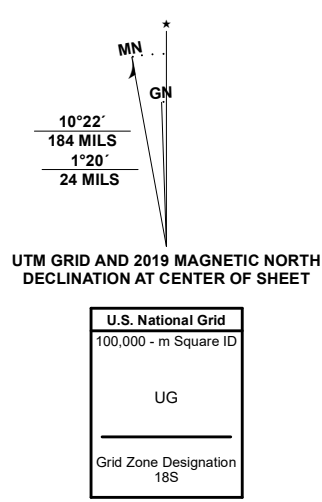 ★
MN
GN
10°22´
184 MILS
1°20´
24 MILS
UTM GRID AND 2019 MAGNETIC NORTH
DECLINATION AT CENTER OF SHEET
U.S. National Grid
100,000 - m Square ID
UG
Grid Zone Designation
18S